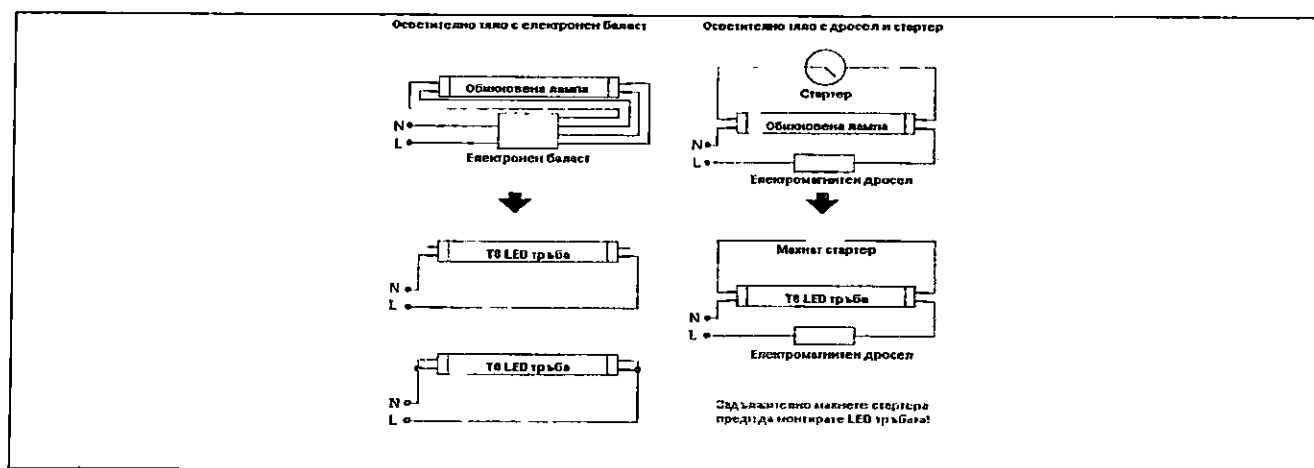 Осветително тяло с електронен баласт
Обикновена лампа
N
L
Електронен баласт
T8 LED тръба
N
L
T8 LED тръба
N
L
Осветително тяло с дросел и стартер
Стартер
Обикновена лампа
N
L
Електромагнитен дросел
Махнат стартер
T8 LED тръба
N
L
Електромагнитен дросел
Задължително махнете стартера
преди да монтирате LED тръбата!